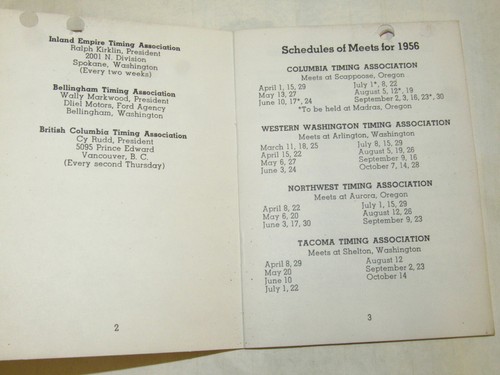 Inland Empire Timing Association
Ralph Kirklin, President
2001 N. Division
Spokane, Washington
(Every two weeks)
Bellingham Timing Association
Wally Markwood, President
Dliel Motors, Ford Agency
Bellingham, Washington
British Columbia Timing Association
Cy Rudd, President
5095 Prince Edward
Vancouver, B. C.
(Every second Thursday)
2
Schedules of Meets for 1956
COLUMBIA TIMING ASSOCIATION
Meets at Scappoose, Oregon
April 1, 15, 29
May 13, 27
June 10, 17*, 24
July 1*, 8, 22
August 5, 12*, 19
September 2, 3, 16, 23*, 30
*To be held at Madras, Oregon
WESTERN WASHINGTON TIMING ASSOCIATION
Meets at Arlington, Washington
March 11, 18, 25
April 15, 22
May 6, 27
June 3, 24
July 8, 15, 29
August 5, 19, 26
September 9, 16
October 7, 14, 28
NORTHWEST TIMING ASSOCIATION
Meets at Aurora, Oregon
April 8, 22
May 6, 20
June 3, 17, 30
July 1, 15, 29
August 12, 26
September 9, 23
TACOMA TIMING ASSOCIATION
Meets at Shelton, Washington
April 8, 29
May 20
June 10
July 1, 22
August 12
September 2, 23
October 14
3